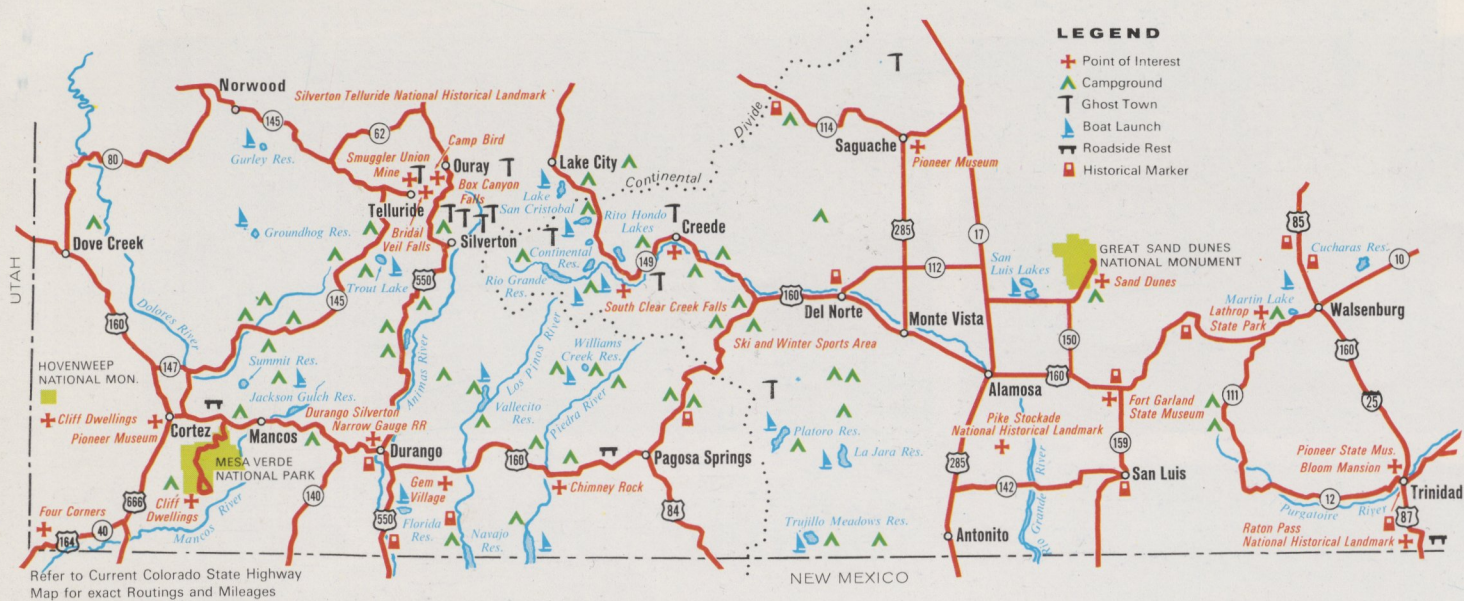 LEGEND
Point of Interest
Campground
Ghost Town
Boat Launch
Roadside Rest
Historical Marker
Norwood
145
80
Gurley Res.
Silverton Telluride National Historical Landmark
62
Camp Bird
Smuggler Union
Mine
Ouray
Box Canyon
Falls
Telluride
Bridal
Veil Falls
Silverton
550
Trout Lake
Groundhog Res.
145
Dove Creek
UTAH
Dolores River
160
147
Summit Res.
Jackson Gulch Res.
HOVENWEEP
NATIONAL MON.
Cliff Dwellings
Pioneer Museum
Cortez
Mancos
MESA VERDE
NATIONAL PARK
Cliff
Dwellings
Mancos River
666
Four Corners
164
40
140
Durango Silverton
Narrow Gauge RR
Durango
Animas River
550
Gem
Village
Florida
Res.
Navajo
Res.
160
Chimney Rock
Vallecito
Res.
Los Pinos River
Piedra River
Williams
Creek Res.
Pagosa Springs
84
Lake City
Lake
San Cristobal
Continental
Divide
Rito Hondo
Lakes
Continental
Res.
Rio Grande
Res.
149
Creede
South Clear Creek Falls
160
Ski and Winter Sports Area
Del Norte
112
Monte Vista
114
Saguache
Pioneer Museum
285
17
San
Luis Lakes
GREAT SAND DUNES
NATIONAL MONUMENT
Sand Dunes
150
Alamosa
160
Pike Stockade
National Historical Landmark
Fort Garland
State Museum
159
San Luis
142
285
Rio Grande River
Antonito
Platoro Res.
La Jara Res.
Trujillo Meadows Res.
85
Cucharas Res.
10
Martin Lake
Lathrop
State Park
Walsenburg
160
111
25
Pioneer State Mus.
Bloom Mansion
12
Purgatoire River
Trinidad
87
Raton Pass
National Historical Landmark
NEW MEXICO
Refer to Current Colorado State Highway
Map for exact Routings and Mileages